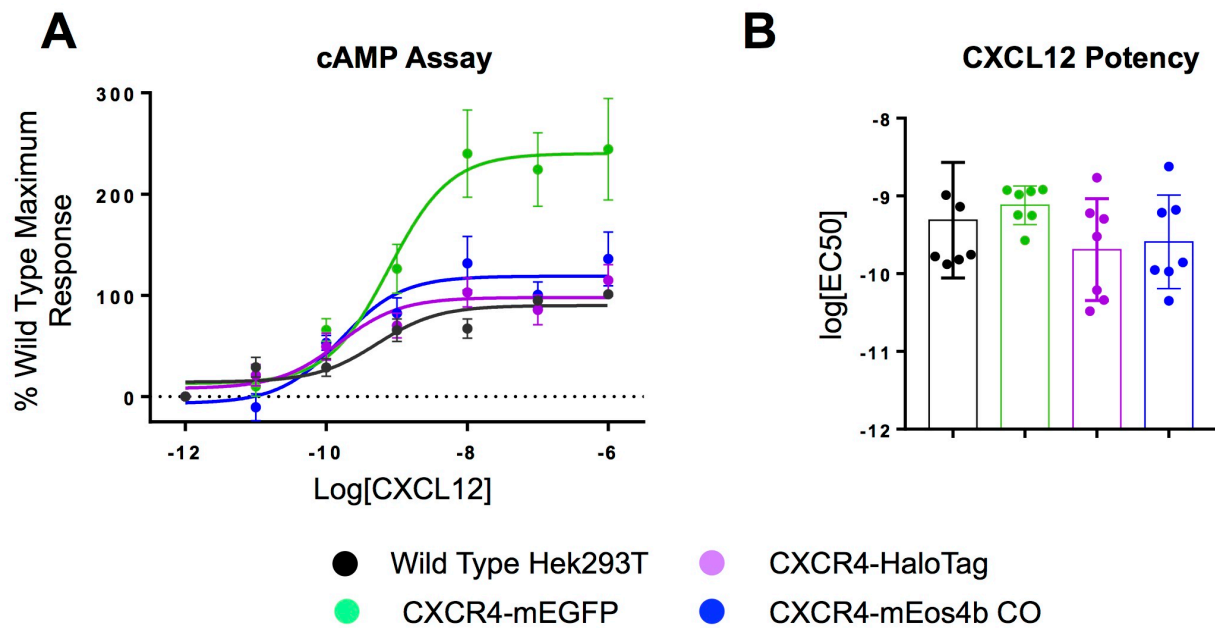 A
cAMP Assay
% Wild Type Maximum
Response
300
200
100
0
-12
-10
-8
-6
Log[CXCL12]
B
CXCL12 Potency
log[EC50]
-8
-9
-10
-11
-12
Wild Type Hek293T
CXCR4-HaloTag
CXCR4-mEGFP
CXCR4-mEos4b CO